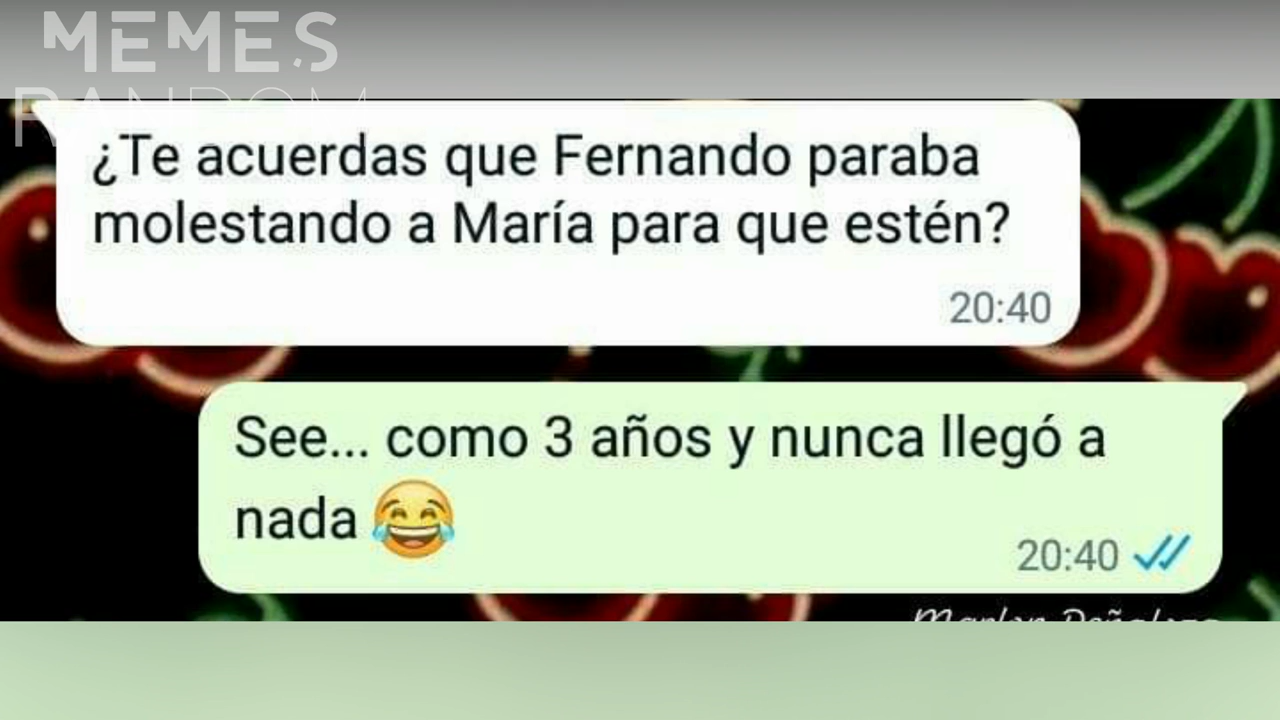 MEMES
RANDOM
¿Te acuerdas que Fernando paraba
molestando a María para que estén?
20:40
See... como 3 años y nunca llegó a
nada 😂
20:40